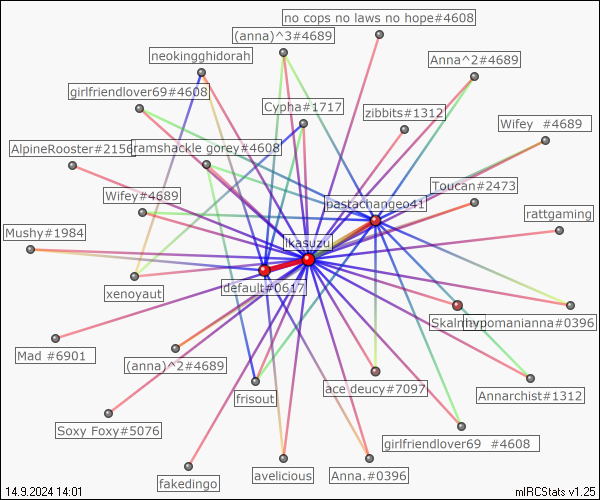 no cops no laws no hope#4608
(anna)^3#4689
neokingghidorah
Anna^2#4689
girlfriendlover69#4608
Cypha#1717
zibbits#1312
Wifey #4689
AlpineRooster#2156
ramshackle gorey#4608
Toucan#2473
Wifey#4689
pastachangeo41
rattgaming
Mushy#1984
likasuzu
default#0617
xenoyaut
hypomanianna#0396
Mad #6901
(anna)^2#4689
ace deucy#7097
Annarchist#1312
frisout
Soxy Foxy#5076
girlfriendlover69 #4608
fakedingo
avelicious
Anna.#0396
14.9.2024 14:01
mIRCStats v1.25